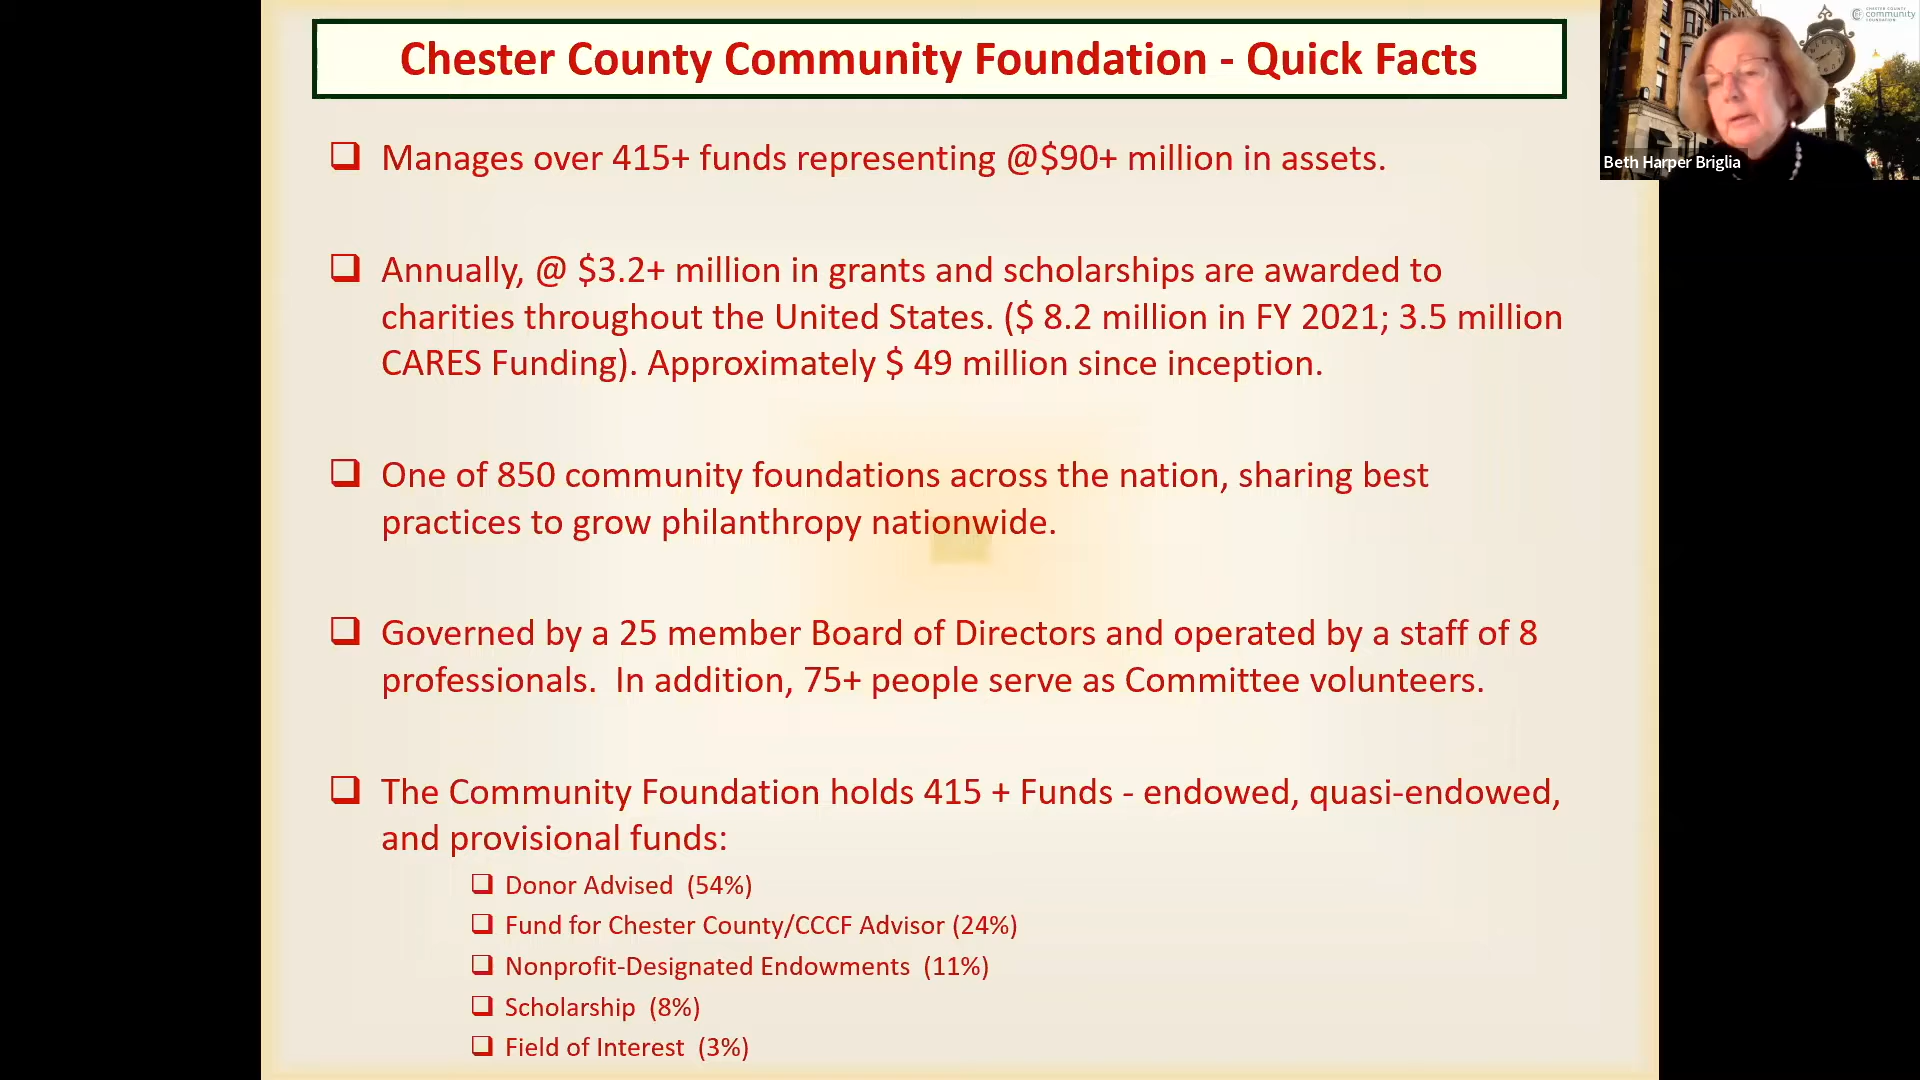 Chester County Community Foundation - Quick Facts
Manages over 415+ funds representing @$90+ million in assets.
Annually, @ $3.2+ million in grants and scholarships are awarded to
charities throughout the United States. ($ 8.2 million in FY 2021; 3.5 million
CARES Funding). Approximately $ 49 million since inception.
One of 850 community foundations across the nation, sharing best
practices to grow philanthropy nationwide.
Governed by a 25 member Board of Directors and operated by a staff of 8
professionals.  In addition, 75+ people serve as Committee volunteers.
The Community Foundation holds 415 + Funds - endowed, quasi-endowed,
and provisional funds:
Donor Advised  (54%)
Fund for Chester County/CCCF Advisor (24%)
Nonprofit-Designated Endowments  (11%)
Scholarship  (8%)
Field of Interest  (3%)
CHESTER COUNTY
community
FOUNDATION
Beth Harper Briglia